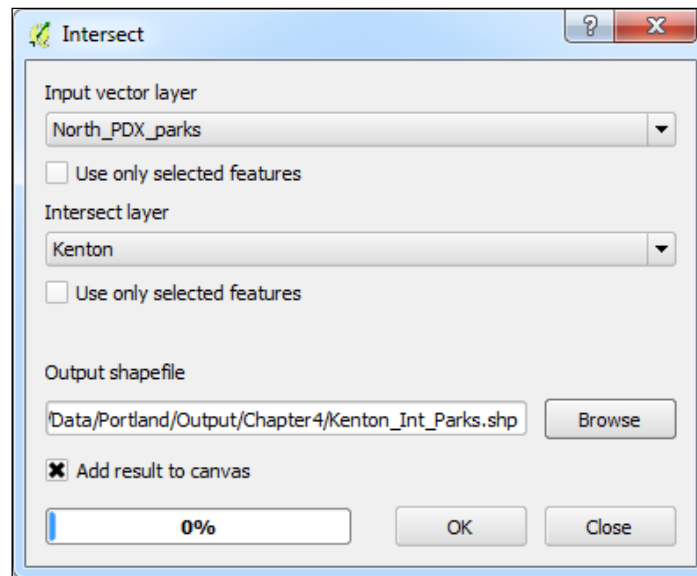 Intersect
?
Input vector layer
North_PDX_parks
Use only selected features
Intersect layer
Kenton
Use only selected features
Output shapefile
/Data/Portland/Output/Chapter4/Kenton_Int_Parks.shp
Browse
Add result to canvas
0%
OK
Close